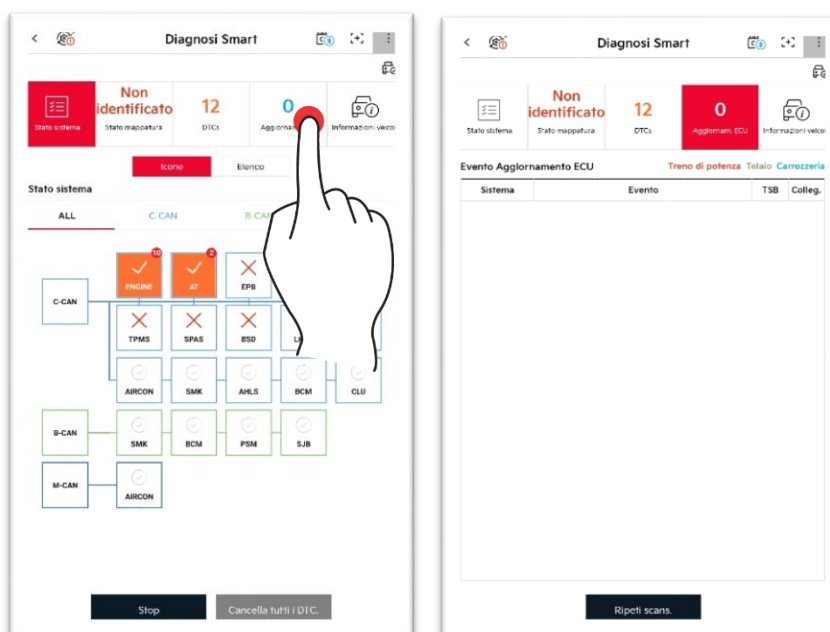 Diagnosi Smart
Non
identificato
12
0
Stato sistema
Stato mappatura
DTCs
Informazioni veicol
Icone
Elenco
Stato sistema
ALL
C-CAN
10
2
ENGINE
AT
EPB
C-CAN
TPMS
SPAS
BSD
AIRCON
SMK
AHLS
BCM
CLU
B-CAN
SMK
BCM
PSM
SJB
M-CAN
AIRCON
Stop
Cancella tutti i DTC.
Diagnosi Smart
Non
identificato
12
0
Stato sistema
Stato mappatura
DTCs
Aggiornam. ECU
Informazioni veicol
Evento Aggiornamento ECU
Treno di potenza Telaio Carrozzeria
Sistema
Evento
TSB
Colleg.
Ripeti scans.